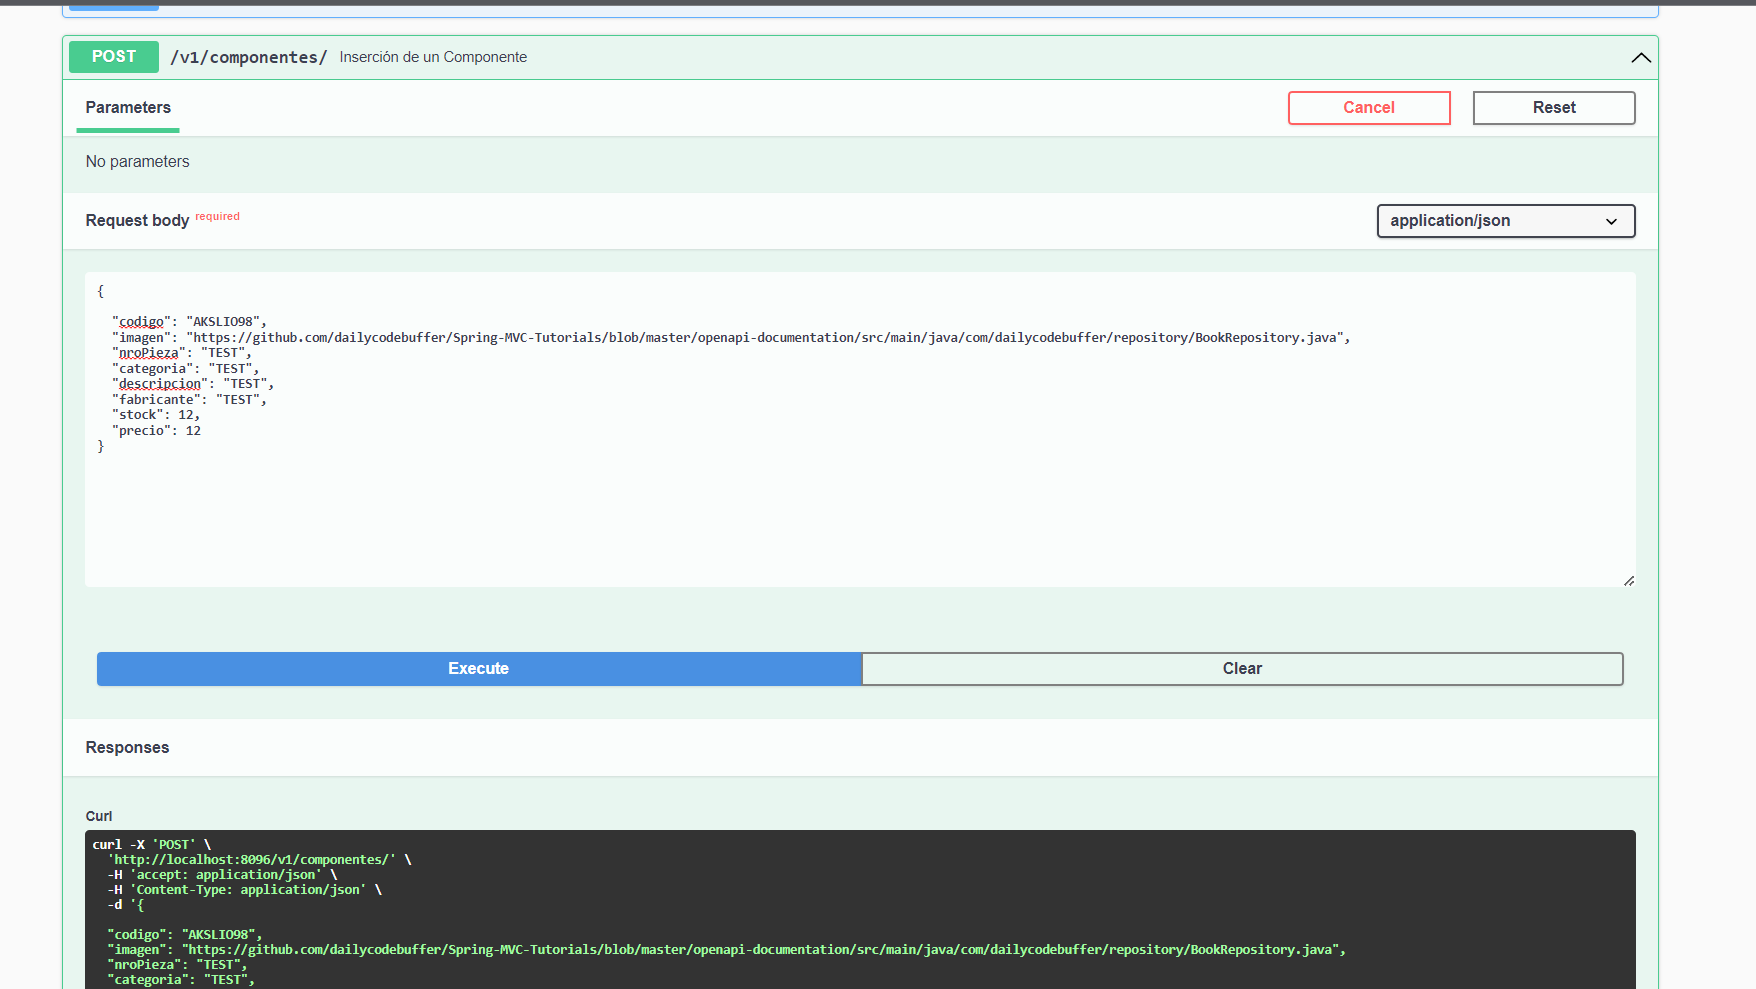 POST /v1/componentes/ Inserción de un Componente
Parameters
Cancel
Reset
No parameters
Request body required
application/json
{
"codigo": "AKSLIO98",
"imagen": "https://github.com/dailycodebuffer/Spring-MVC-Tutorials/blob/master/openapi-documentation/src/main/java/com/dailycodebuffer/repository/BookRepository.java",
"nroPieza": "TEST",
"categoria": "TEST",
"descripcion": "TEST",
"fabricante": "TEST",
"stock": 12,
"precio": 12
}
Execute
Clear
Responses
Curl
curl -X 'POST' \
'http://localhost:8096/v1/componentes/' \
-H 'accept: application/json' \
-H 'Content-Type: application/json' \
-d '{
"codigo": "AKSLIO98",
"imagen": "https://github.com/dailycodebuffer/Spring-MVC-Tutorials/blob/master/openapi-documentation/src/main/java/com/dailycodebuffer/repository/BookRepository.java",
"nroPieza": "TEST",
"categoria": "TEST",